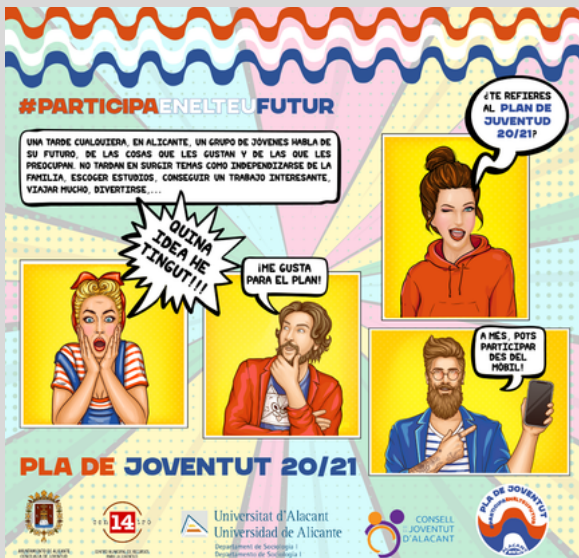 #PARTICIPAENELTEUFUTUR
¿TE REFIERES
AL PLAN DE
JUVENTUD
20/21?
UNA TARDE CUALQUIERA, EN ALICANTE, UN GRUPO DE JÓVENES HABLA DE
SU FUTURO, DE LAS COSAS QUE LES GUSTAN Y DE LAS QUE LES
PREOCUPAN. NO TARDAN EN SURGIR TEMAS COMO INDEPENDIZARSE DE LA
FAMILIA, ESCOGER ESTUDIOS, CONSEGUIR UN TRABAJO INTERESANTE,
VIAJAR MUCHO, DIVERTIRSE,...
QUINA
IDEA HE
TINGUT!!!
¡ME GUSTA
PARA EL PLAN!
A MÉS, POTS
PARTICIPAR
DES DEL
MÒBIL!
PLA DE JOVENTUT 20/21
14
Universitat d'Alacant
Universidad de Alicante
Departament de Sociologia I
Departamento de Sociología I
CONSELL
DE LA JOVENTUT
D'ALACANT
PLA DE JOVENTUT